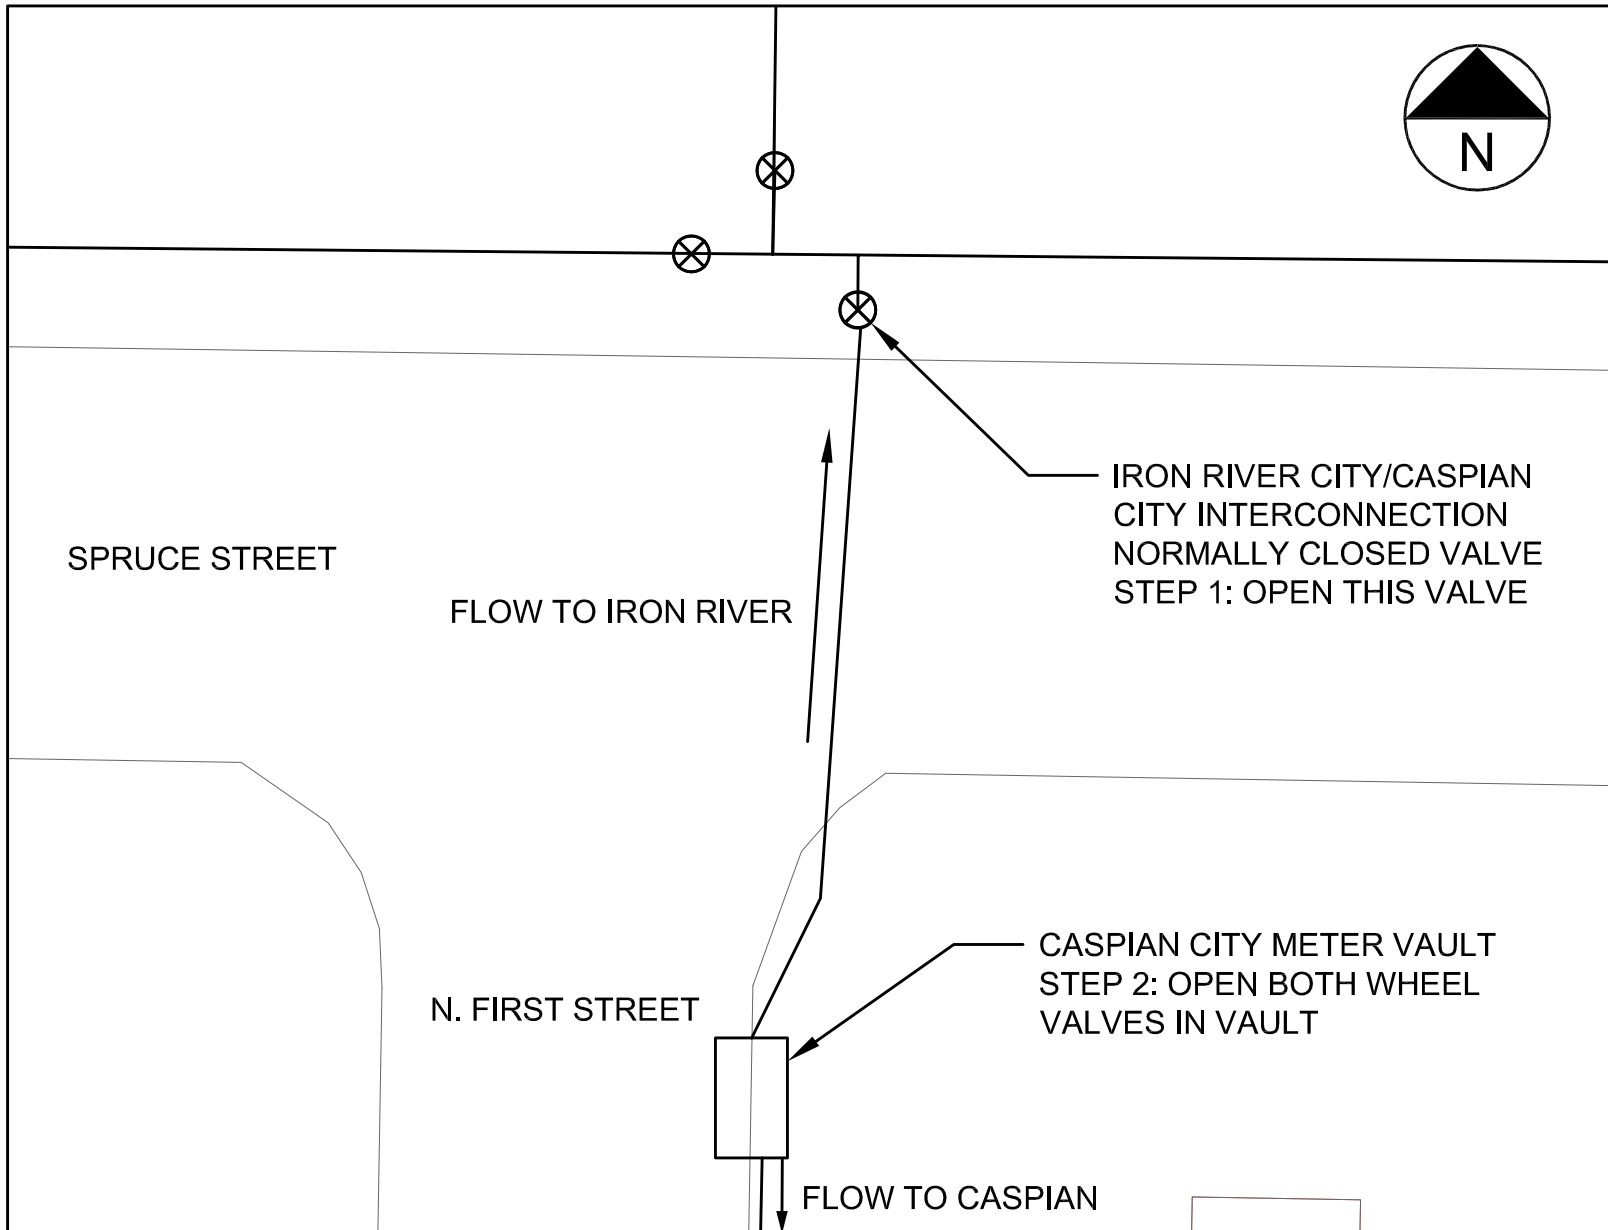 N
IRON RIVER CITY/CASPIAN
CITY INTERCONNECTION
NORMALLY CLOSED VALVE
STEP 1: OPEN THIS VALVE
SPRUCE STREET
FLOW TO IRON RIVER
CASPIAN CITY METER VAULT
STEP 2: OPEN BOTH WHEEL
VALVES IN VAULT
N. FIRST STREET
FLOW TO CASPIAN